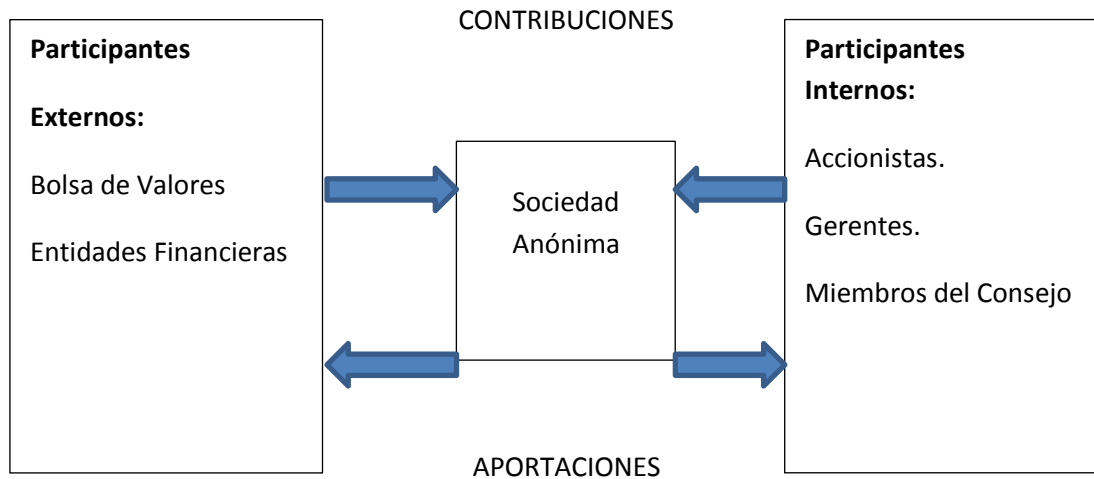 CONTRIBUCIONES
Participantes
Externos:
Bolsa de Valores
Entidades Financieras
Sociedad
Anónima
Participantes
Internos:
Accionistas.
Gerentes.
Miembros del Consejo
APORTACIONES